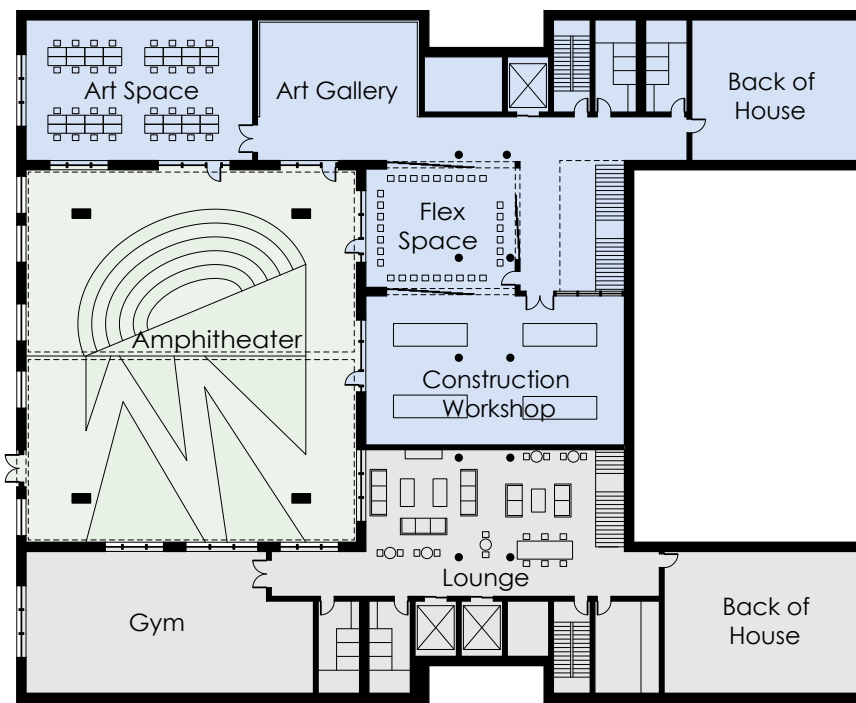 Art Space
Art Gallery
Back of
House
Flex
Space
Amphitheater
Construction
Workshop
Lounge
Gym
Back of
House